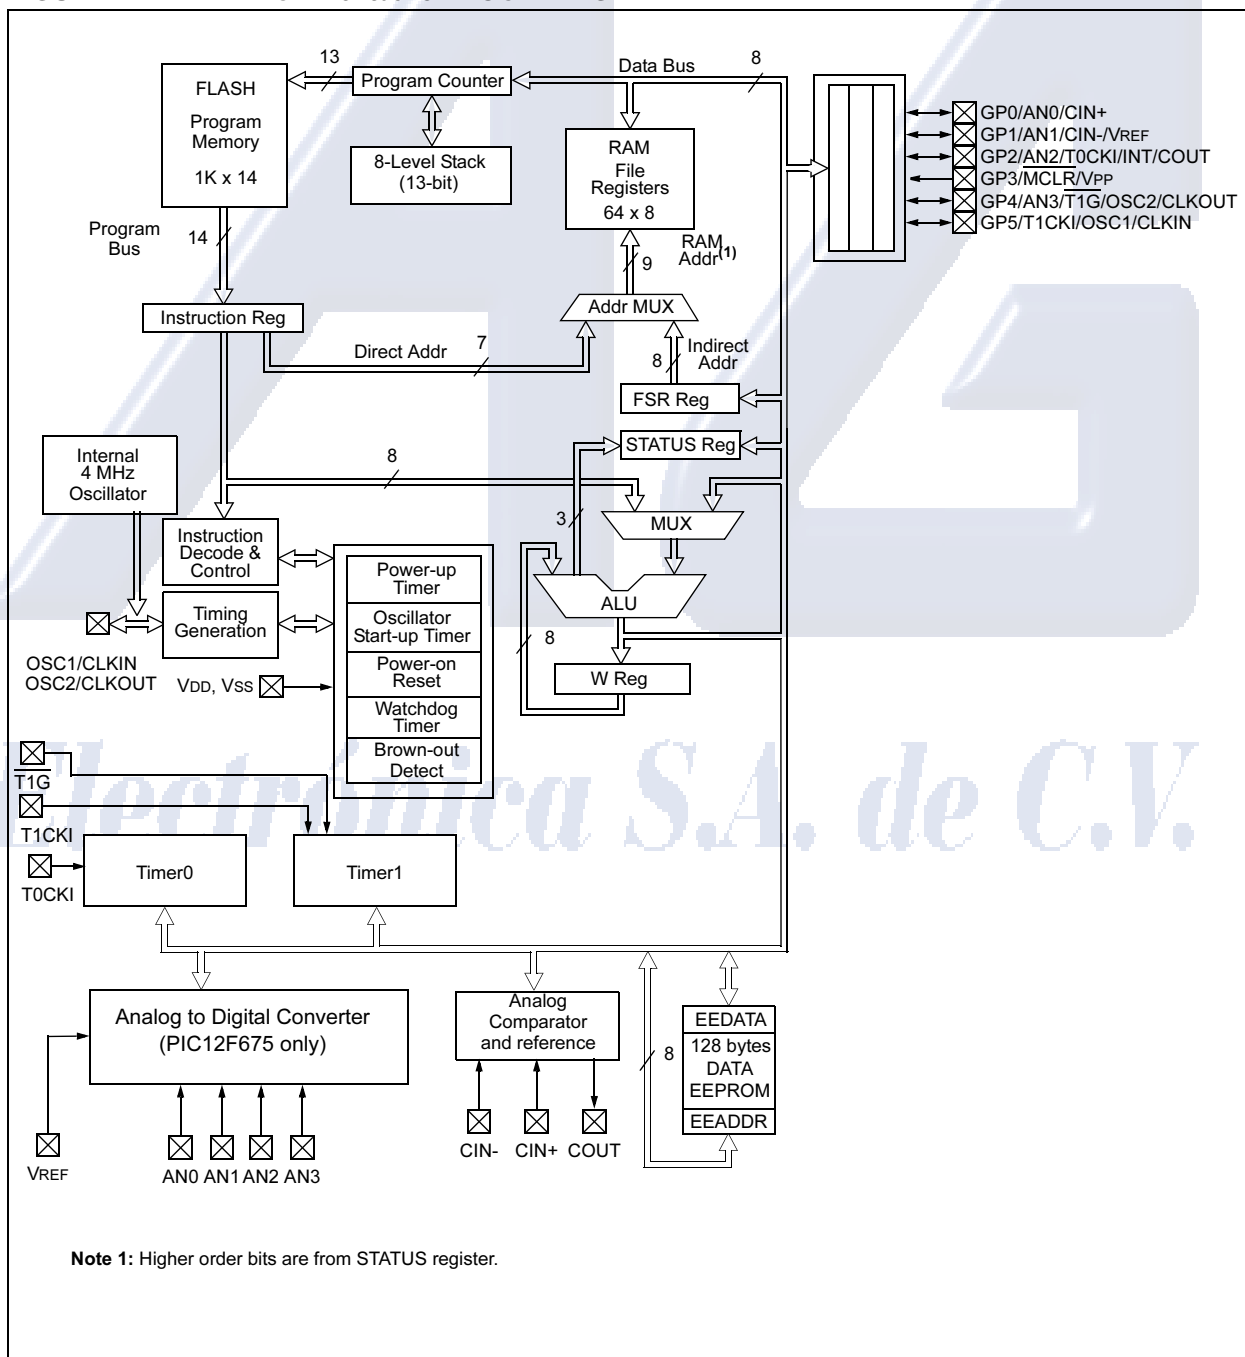 13
Data Bus
8
Program Counter
FLASH
Program
Memory
1K x 14
8-Level Stack
(13-bit)
RAM
File
Registers
64 x 8
GP0/AN0/CIN+
GP1/AN1/CIN-/VREF
GP2/AN2/T0CKI/INT/COUT
GP3/MCLR/VPP
GP4/AN3/T1G/OSC2/CLKOUT
GP5/T1CKI/OSC1/CLKIN
Program
Bus
14
RAM
Addr(1)
9
Addr MUX
Instruction Reg
Direct Addr
7
Indirect
Addr
8
FSR Reg
STATUS Reg
Internal
4 MHz
Oscillator
8
3
MUX
Instruction
Decode &
Control
Power-up
Timer
ALU
Timing
Generation
Oscillator
Start-up Timer
8
OSC1/CLKIN
OSC2/CLKOUT
VDD, VSS
Power-on
Reset
W Reg
Watchdog
Timer
Brown-out
Detect
T1G
T1CKI
T0CKI
Timer0
Timer1
Electrónica S.A. de C.V.
Analog to Digital Converter
(PIC12F675 only)
Analog
Comparator
and reference
8
EEDATA
128 bytes
DATA
EEPROM
EEADDR
VREF
AN0 AN1 AN2 AN3
CIN- CIN+ COUT
Note 1: Higher order bits are from STATUS register.